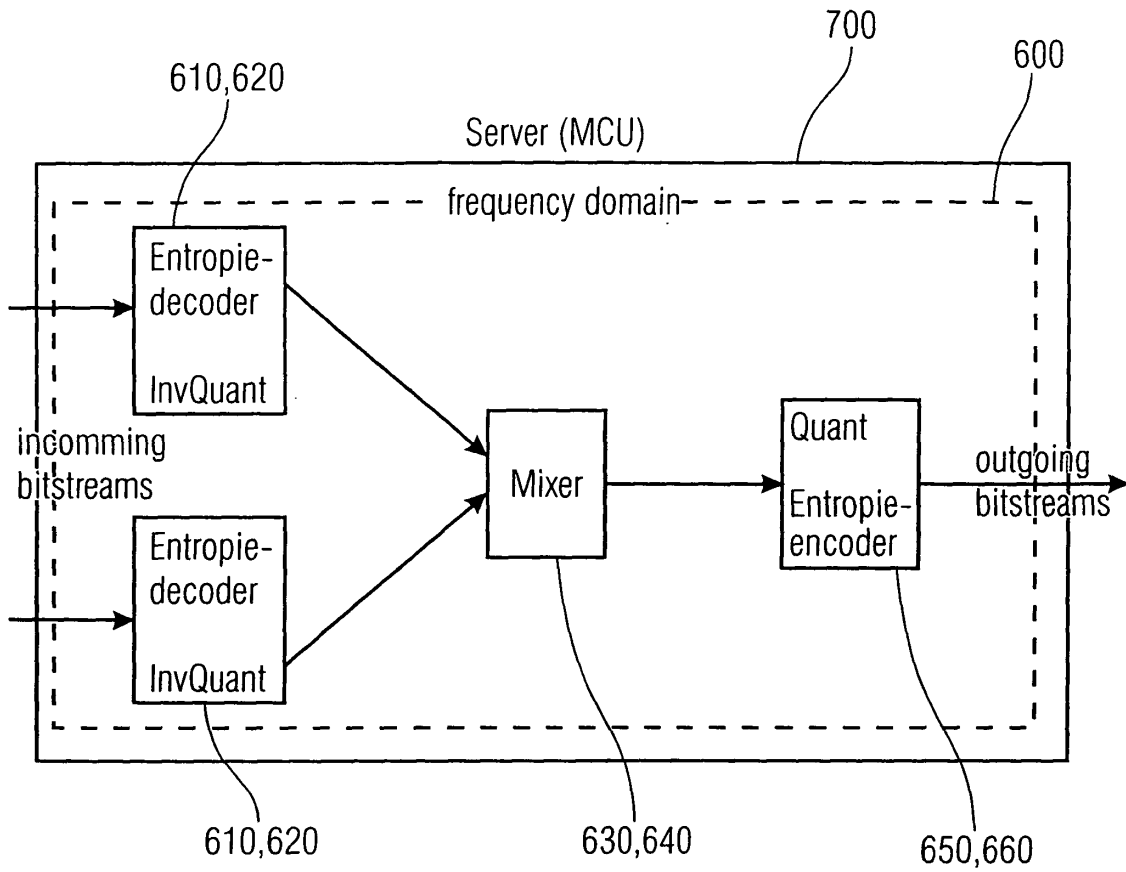 700
600
610,620
Server (MCU)
frequency domain
Entropie-
decoder
InvQuant
incomming
bitstreams
Mixer
Quant
Entropie-
encoder
outgoing
bitstreams
Entropie-
decoder
InvQuant
610,620
630,640
650,660